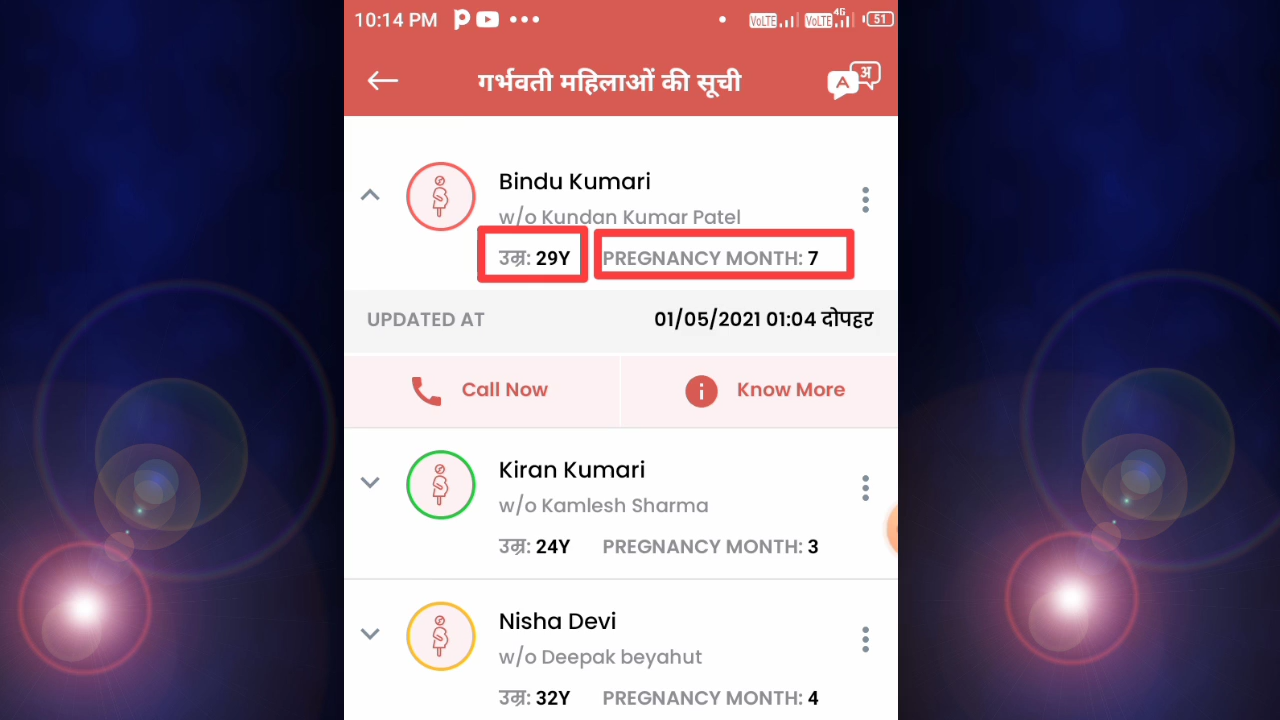 10:14 PM VoLTE VoLTE 4G 51
गर्भवती महिलाओं की सूची
A अ
Bindu Kumari
w/o Kundan Kumar Patel
उम्र: 29Y PREGNANCY MONTH: 7
UPDATED AT 01/05/2021 01:04 दोपहर
Call Now Know More
Kiran Kumari
w/o Kamlesh Sharma
उम्र: 24Y PREGNANCY MONTH: 3
Nisha Devi
w/o Deepak beyahut
उम्र: 32Y PREGNANCY MONTH: 4